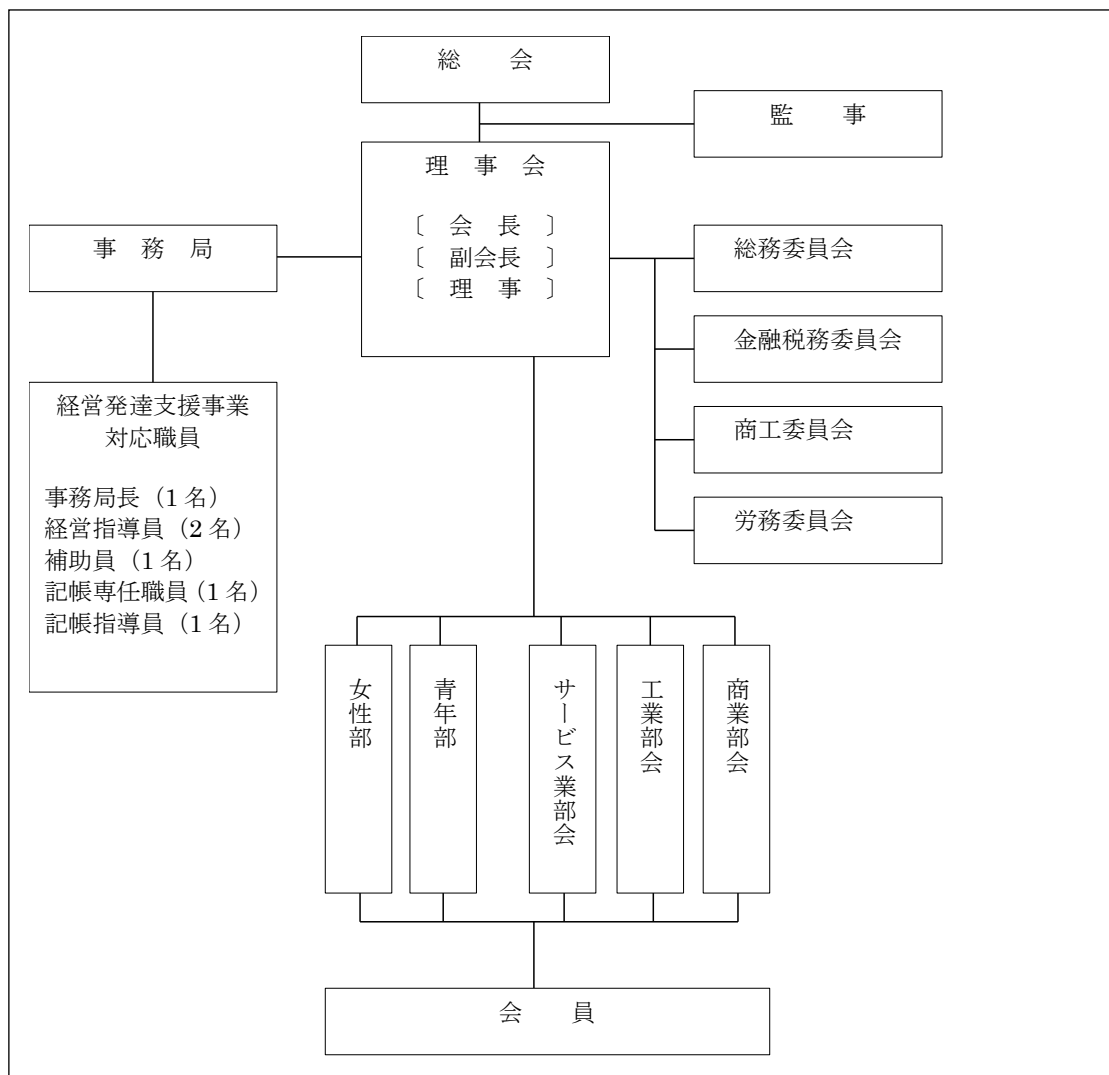 総　　会
監　　事
理　事　会
〔　会　長　〕
〔　副会長　〕
〔　理　事　〕
事　務　局
総務委員会
金融税務委員会
商工委員会
労務委員会
経営発達支援事業
対応職員
事務局長（1 名）
経営指導員（2 名）
補助員（1 名）
記帳専任職員（1 名）
記帳指導員（1 名）
女性部
青年部
サービス業部会
工業部会
商業部会
会　　員